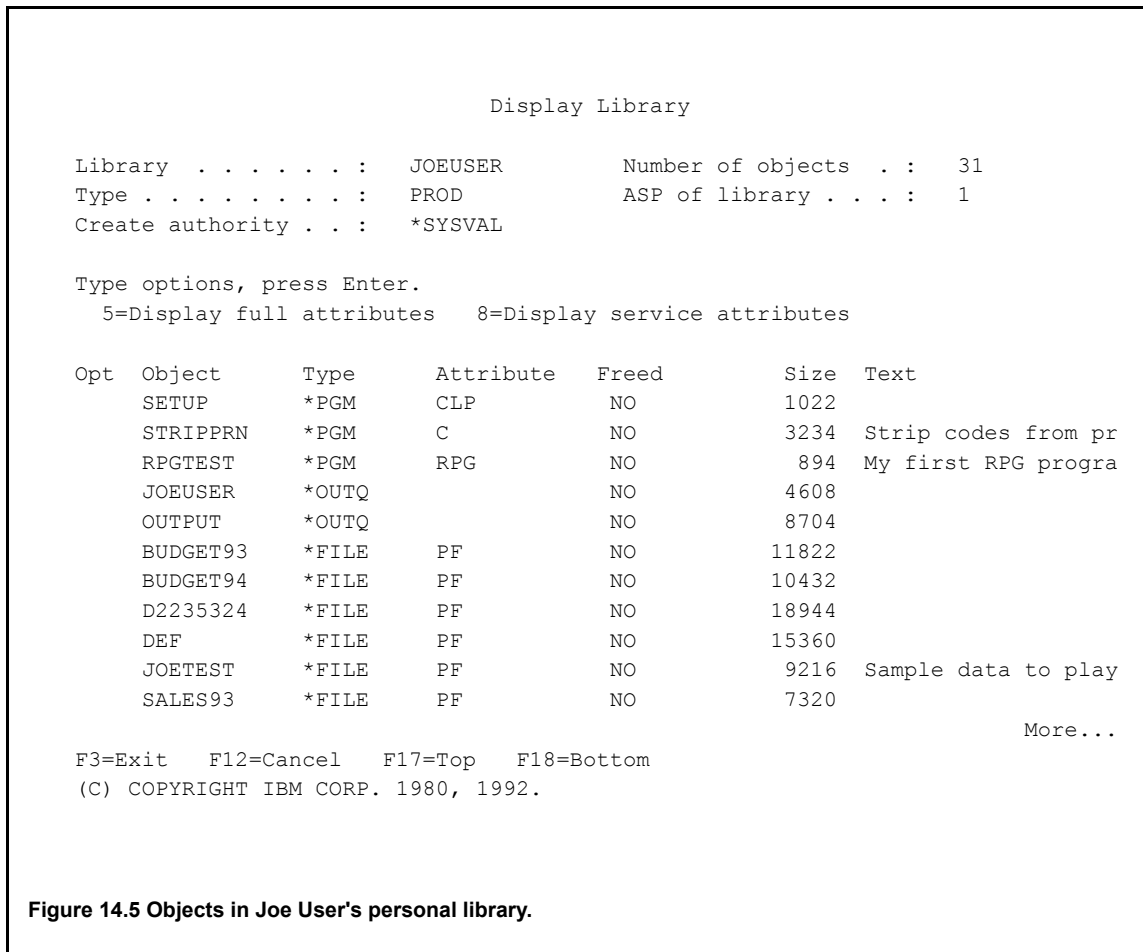 Display Library
Library . . . . . . : JOEUSER Number of objects . : 31
Type . . . . . . . . : PROD ASP of library . . . : 1
Create authority . . : *SYSVAL
Type options, press Enter.
5=Display full attributes 8=Display service attributes
Opt Object Type Attribute Freed Size Text
SETUP *PGM CLP NO 1022
STRIPPRN *PGM C NO 3234 Strip codes from pr
RPGTEST *PGM RPG NO 894 My first RPG progra
JOEUSER *OUTQ NO 4608
OUTPUT *OUTQ NO 8704
BUDGET93 *FILE PF NO 11822
BUDGET94 *FILE PF NO 10432
D2235324 *FILE PF NO 18944
DEF *FILE PF NO 15360
JOETEST *FILE PF NO 9216 Sample data to play
SALES93 *FILE PF NO 7320
More...
F3=Exit F12=Cancel F17=Top F18=Bottom
(C) COPYRIGHT IBM CORP. 1980, 1992.
Figure 14.5 Objects in Joe User's personal library.